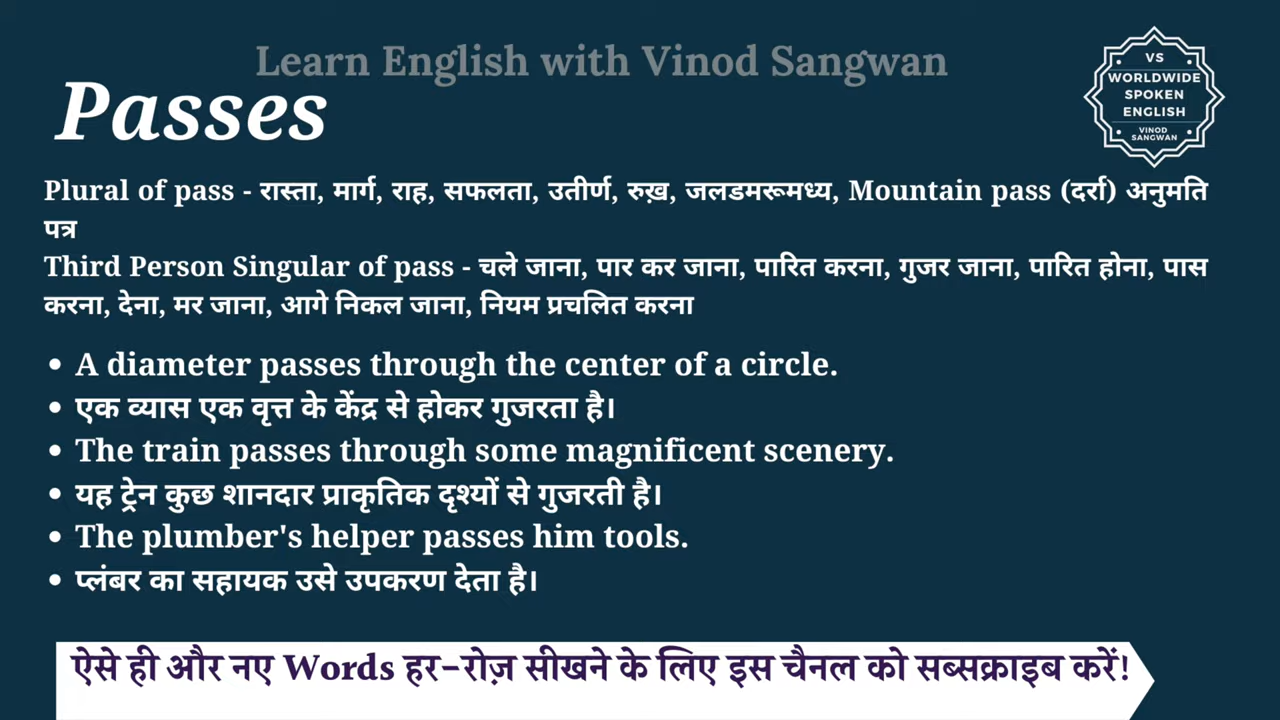 Learn English with Vinod Sangwan
Passes
VS
WORLDWIDE
SPOKEN
ENGLISH
VINOD
SANGWAN
Plural of pass - रास्ता, मार्ग, राह, सफलता, उतीर्ण, रुख़, जलडमरूमध्य, Mountain pass (दर्रा) अनुमति
पत्र
Third Person Singular of pass - चले जाना, पार कर जाना, पारित करना, गुजर जाना, पारित होना, पास
करना, देना, मर जाना, आगे निकल जाना, नियम प्रचलित करना
• A diameter passes through the center of a circle.
• एक व्यास एक वृत्त के केंद्र से होकर गुजरता है।
• The train passes through some magnificent scenery.
• यह ट्रेन कुछ शानदार प्राकृतिक दृश्यों से गुजरती है।
• The plumber's helper passes him tools.
• प्लंबर का सहायक उसे उपकरण देता है।
ऐसे ही और नए Words हर-रोज़ सीखने के लिए इस चैनल को सब्सक्राइब करें!